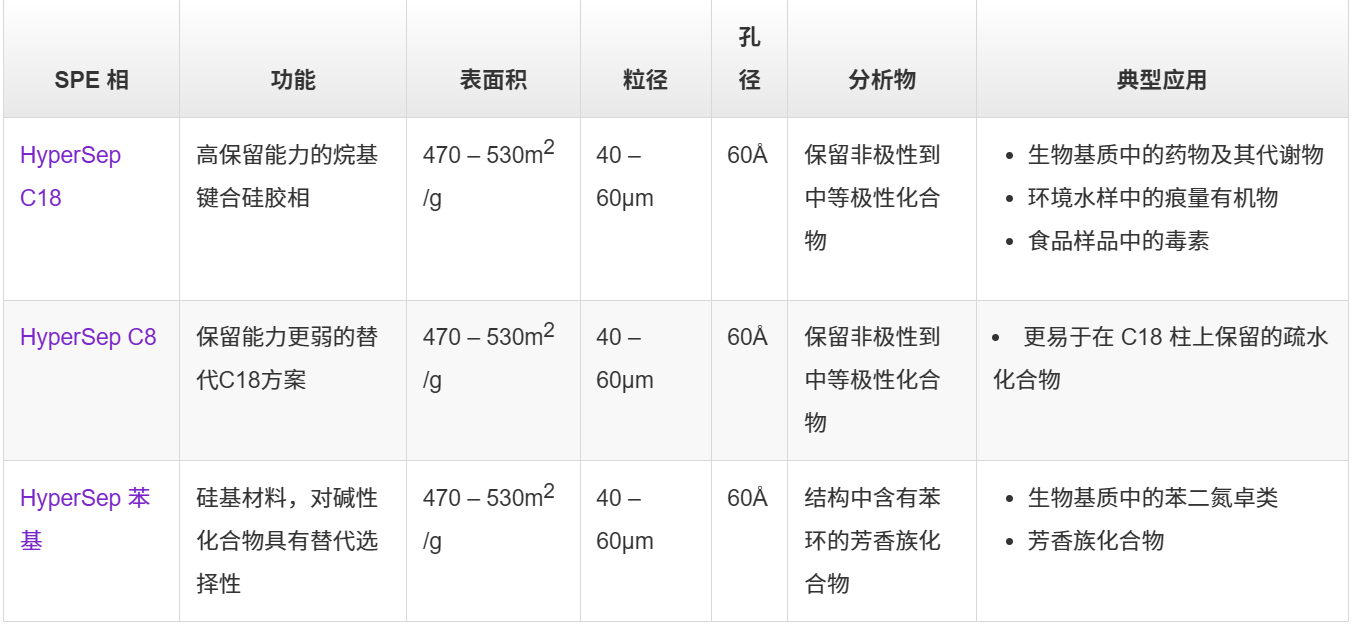 SPE 相 功能 表面积 粒径 孔径 分析物 典型应用
HyperSep C18
高保留能力的烷基
键合硅胶相
470 – 530m2
/g
40 –
60μm
60Å
保留非极性到
中等极性化合
物
• 生物基质中的药物及其代谢物
• 环境水样中的痕量有机物
• 食品样品中的毒素
HyperSep C8
保留能力更弱的替
代C18方案
470 – 530m2
/g
40 –
60μm
60Å
保留非极性到
中等极性化合
物
• 更易于在 C18 柱上保留的疏水
化合物
HyperSep 苯
基
硅基材料，对碱性
化合物具有替代选
择性
470 – 530m2
/g
40 –
60μm
60Å
结构中含有苯
环的芳香族化
合物
• 生物基质中的苯二氮卓类
• 芳香族化合物